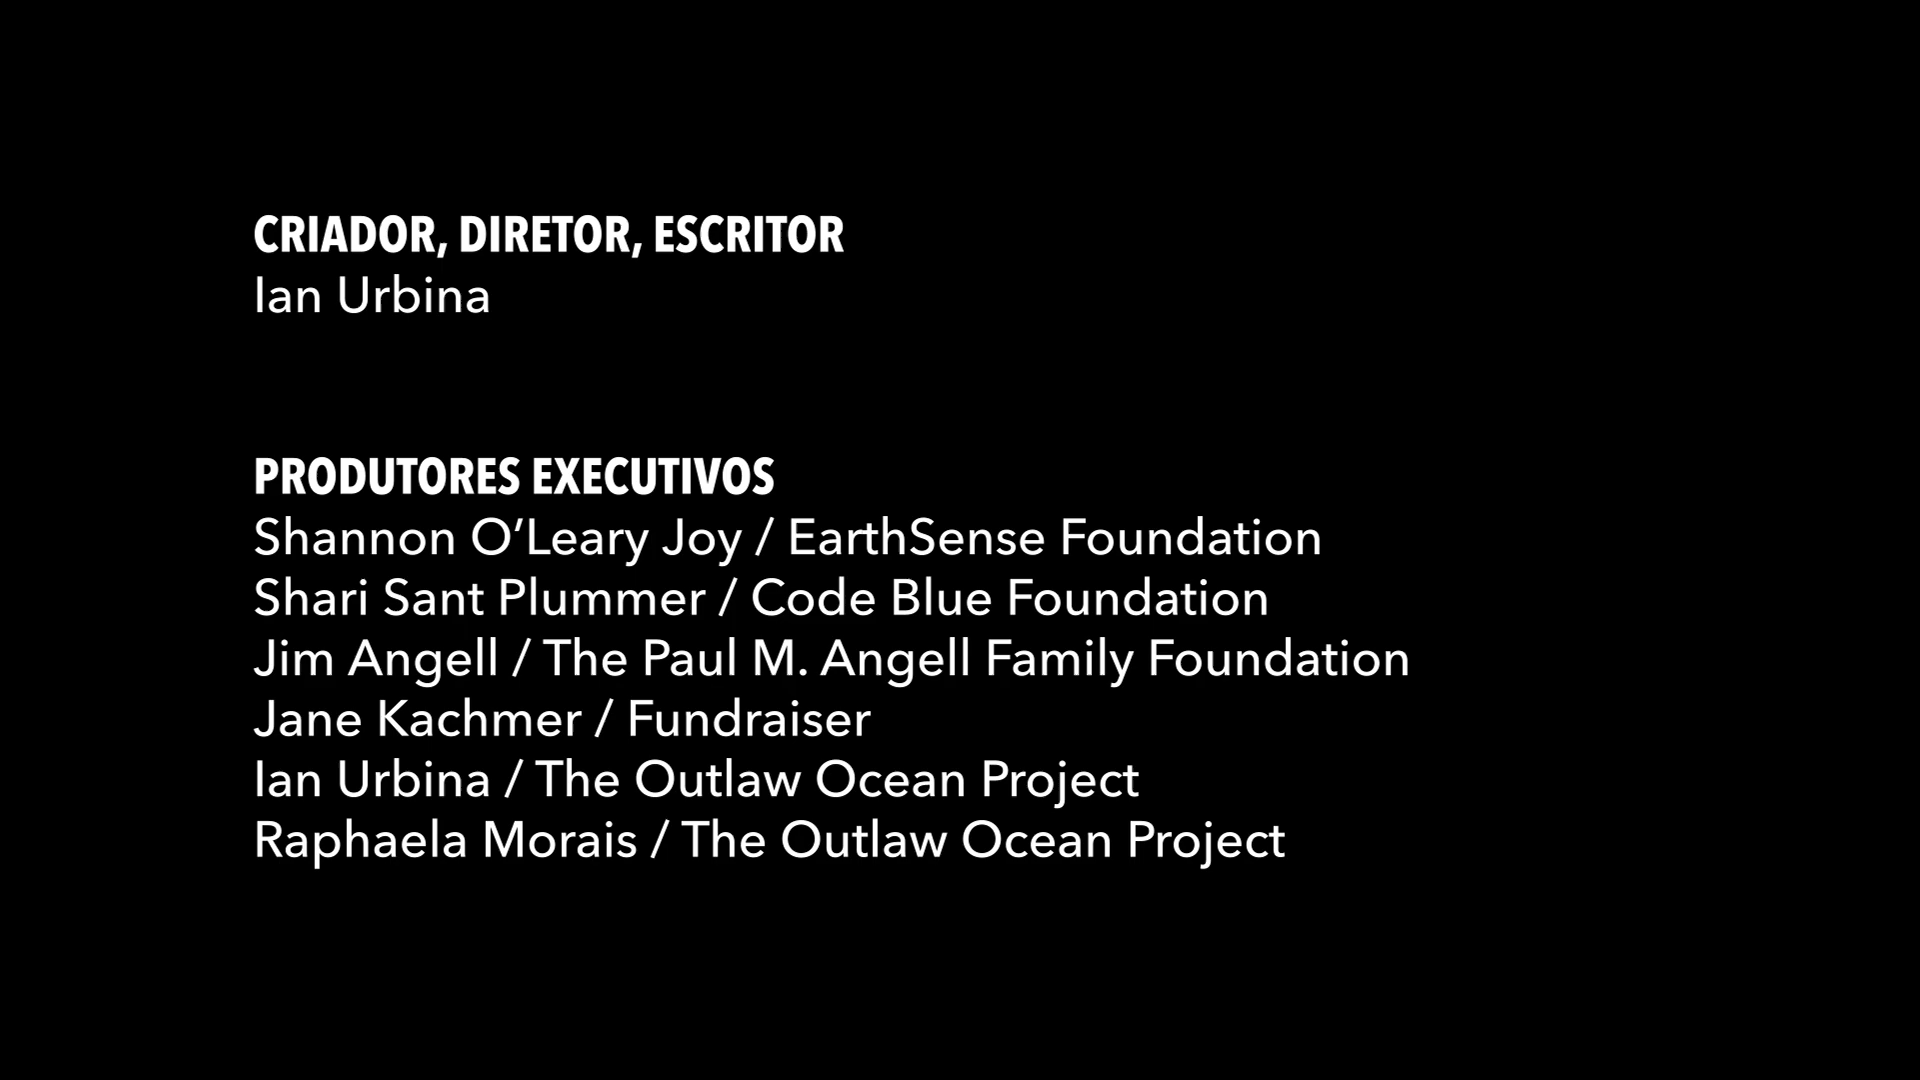 CRIADOR, DIRETOR, ESCRITOR
Ian Urbina
PRODUTORES EXECUTIVOS
Shannon O’Leary Joy / EarthSense Foundation
Shari Sant Plummer / Code Blue Foundation
Jim Angell / The Paul M. Angell Family Foundation
Jane Kachmer / Fundraiser
Ian Urbina / The Outlaw Ocean Project
Raphaela Morais / The Outlaw Ocean Project